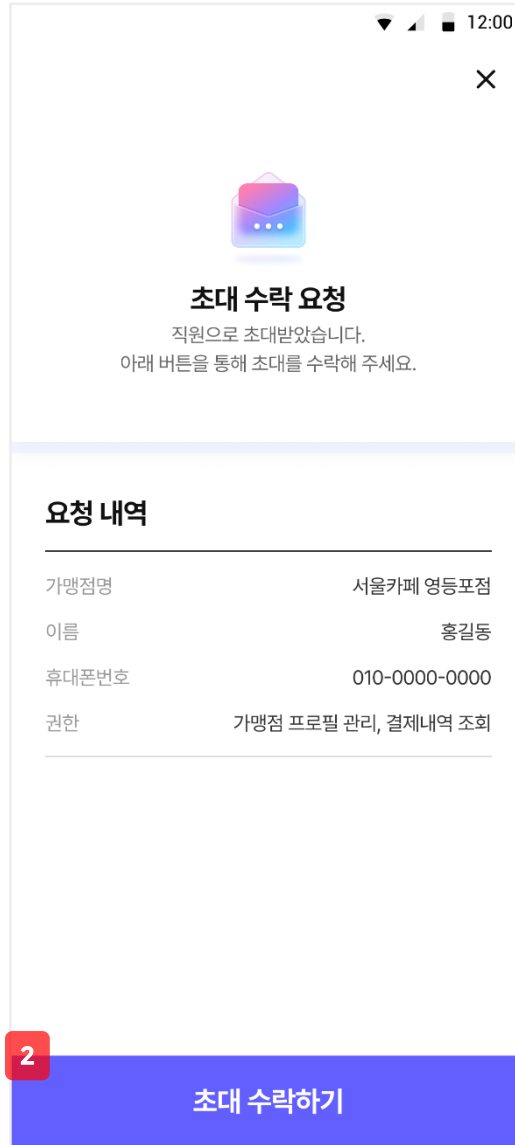 12:00
초대 수락 요청
직원으로 초대받았습니다.
아래 버튼을 통해 초대를 수락해 주세요.
요청 내역
가맹점명 서울카페 영등포점
이름 홍길동
휴대폰번호 010-0000-0000
권한 가맹점 프로필 관리, 결제내역 조회
2
초대 수락하기